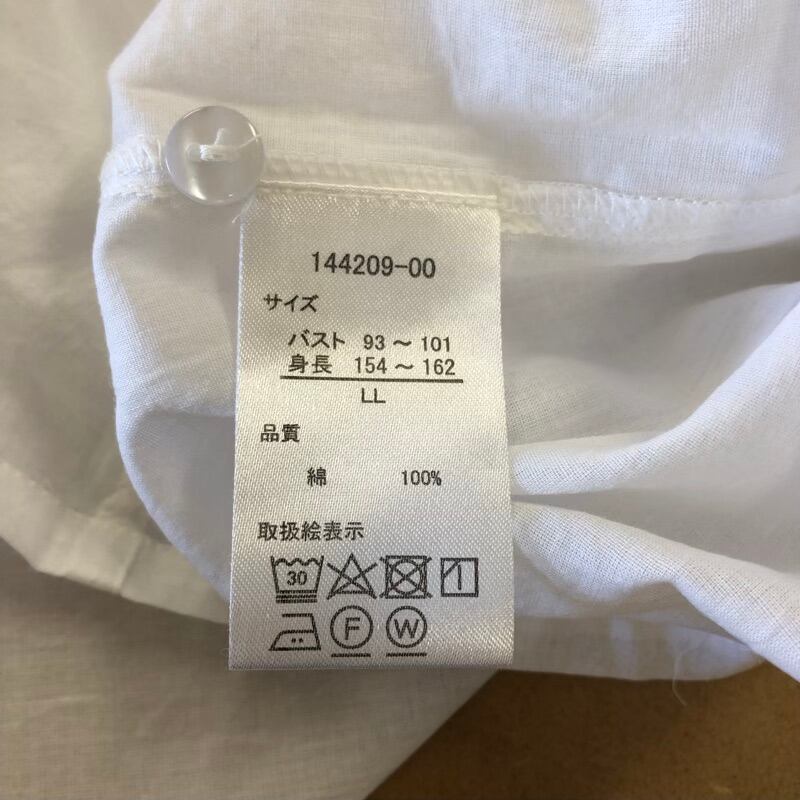 144209-00
サイズ
バスト 93 ～ 101
身長 154 ～ 162
LL
品質
綿 100%
取扱絵表示
30
F W